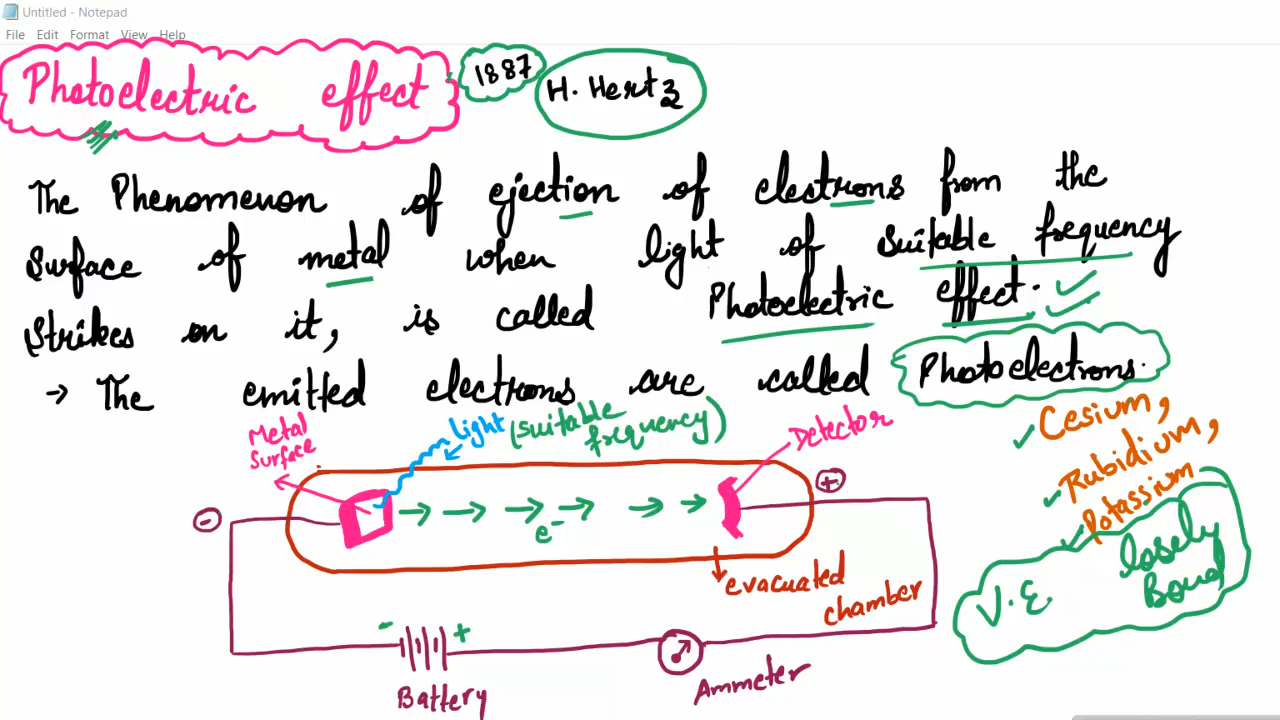 Untitled - Notepad
File Edit Format View Help
Photoelectric effect 1887 H. Hertz
The Phenomenon of ejection of electrons from the
Surface of metal when light of suitable frequency
Strikes on it, is called Photoelectric effect.
→ The emitted electrons are called Photoelectrons.
Metal
Surface
light (suitable
frequency)
Detector
Cesium,
Rubidium,
Potassium
-
+
e-
evacuated
chamber
V.E. losely
Boud
- +
Battery
Ammeter